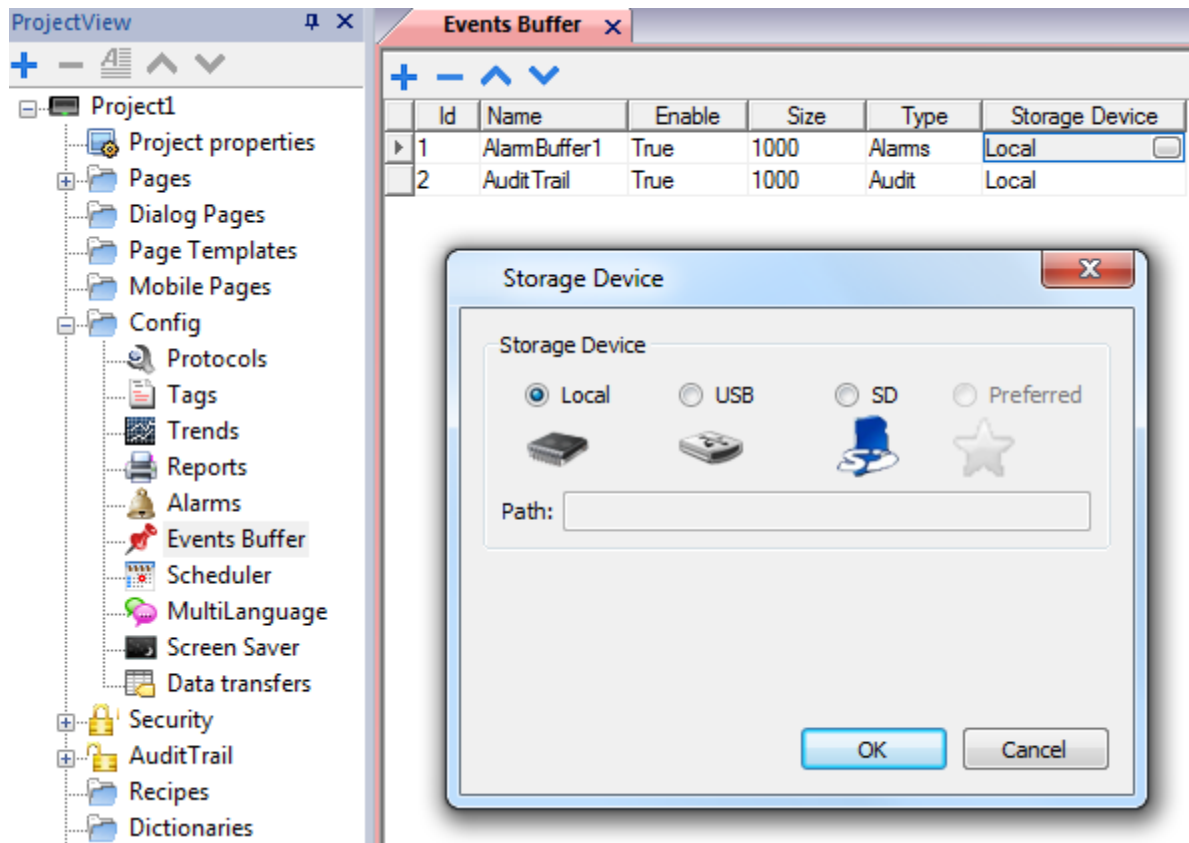 ProjectView
Project1
Project properties
Pages
Dialog Pages
Page Templates
Mobile Pages
Config
Protocols
Tags
Trends
Reports
Alarms
Events Buffer
Scheduler
MultiLanguage
Screen Saver
Data transfers
Security
AuditTrail
Recipes
Dictionaries
Events Buffer
Id Name Enable Size Type Storage Device
1 AlarmBuffer1 True 1000 Alarms Local
2 AuditTrail True 1000 Audit Local
Storage Device
Storage Device
Local USB SD Preferred
SD
Path:
OK Cancel